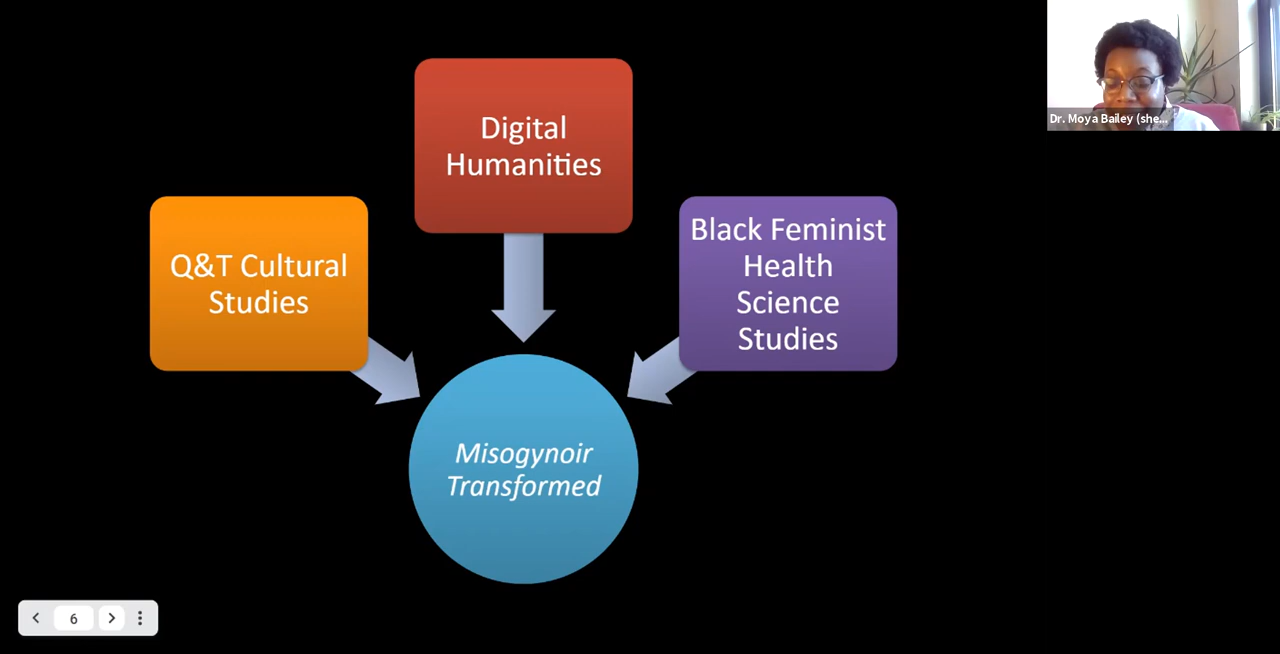 Digital
Humanities
Q&T Cultural
Studies
Black Feminist
Health
Science
Studies
Misogynoir
Transformed
Dr. Moya Bailey (she...
6